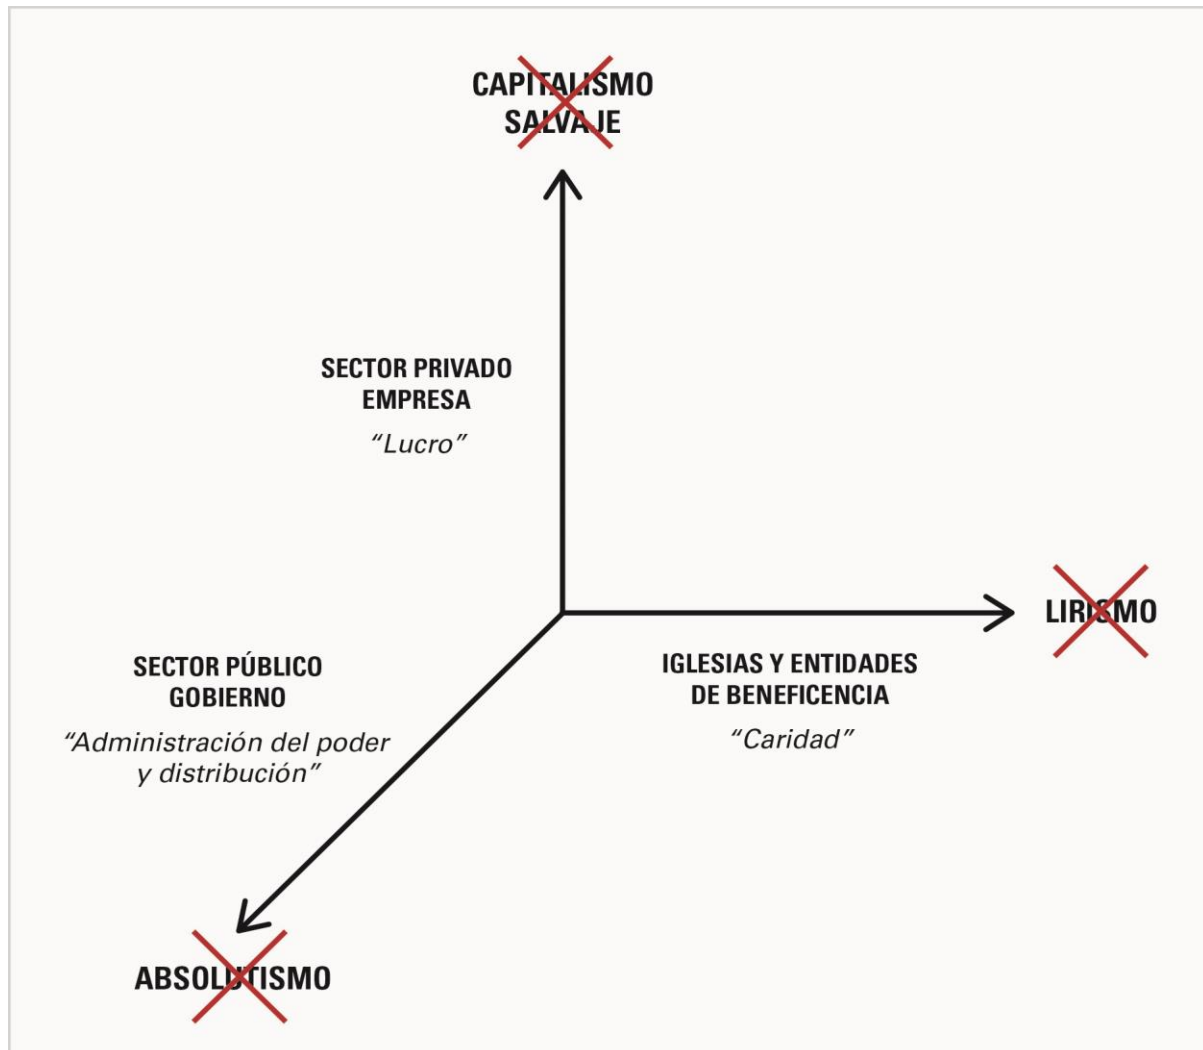 CAPITALISMO
SALVAJE
SECTOR PRIVADO
EMPRESA
“Lucro”
LIRISMO
SECTOR PÚBLICO
GOBIERNO
“Administración del poder
y distribución”
IGLESIAS Y ENTIDADES
DE BENEFICENCIA
“Caridad”
ABSOLUTISMO